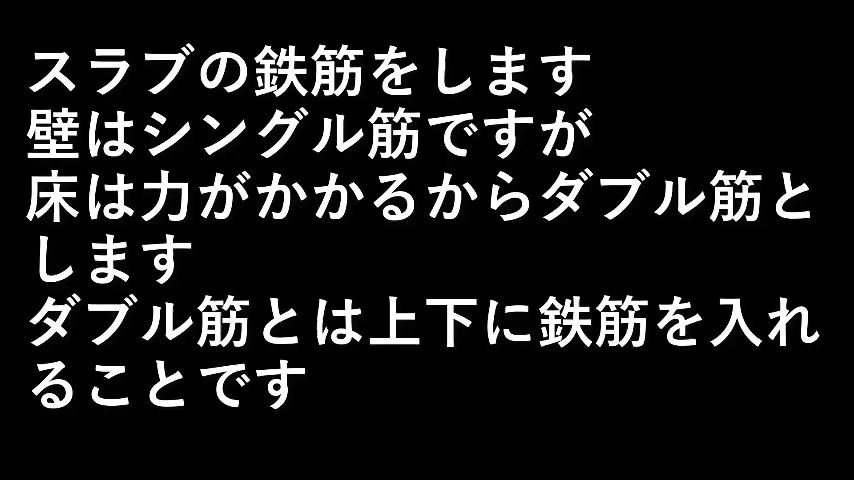 スラブの鉄筋をします
壁はシングル筋ですが
床は力がかかるからダブル筋と
します
ダブル筋とは上下に鉄筋を入れ
ることです